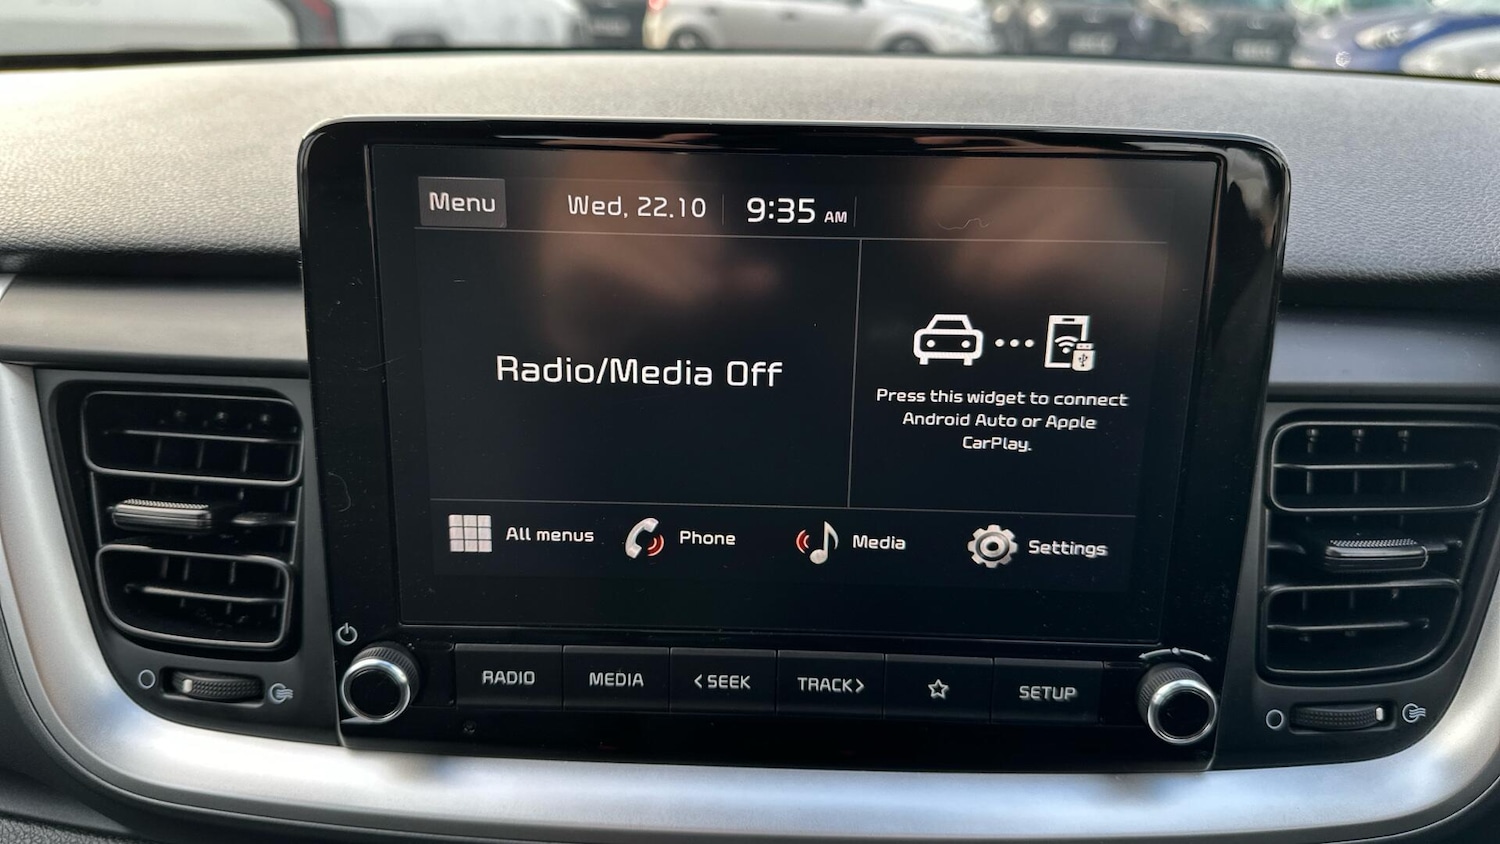 Menu
Wed, 22.10
9:35 AM
Radio/Media Off
Press this widget to connect
Android Auto or Apple
CarPlay.
All menus
Phone
Media
Settings
RADIO
MEDIA
< SEEK
TRACK >
SETUP